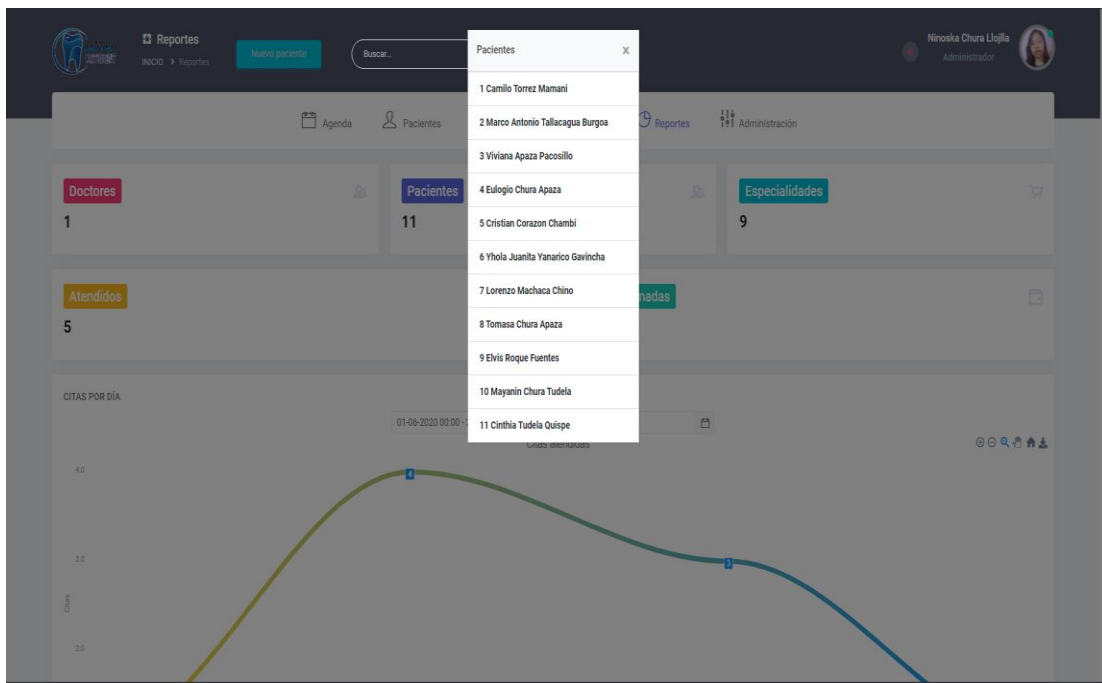 Reportes
INICIO > Reportes
Nuevo paciente
Buscar...
Ninoska Chura Llojlla
Administrador
Pacientes X
1 Camilo Torrez Mamani
2 Marco Antonio Tallacagua Burgoa
3 Viviana Apaza Pacosillo
4 Eulogio Chura Apaza
5 Cristian Corazon Chambi
6 Yhola Juanita Yanarico Gavincha
7 Lorenzo Machaca Chino
8 Tomasa Chura Apaza
9 Elvis Roque Fuentes
10 Mayanin Chura Tudela
11 Cinthia Tudela Quispe
Agenda Pacientes Reportes Administración
Doctores
1
Pacientes
11
Especialidades
9
Atendidos
5
nadas
CITAS POR DÍA
01-06-2020 00:00 -
Citas atendidas
4.0
3.0
2.0
Citas
4
3